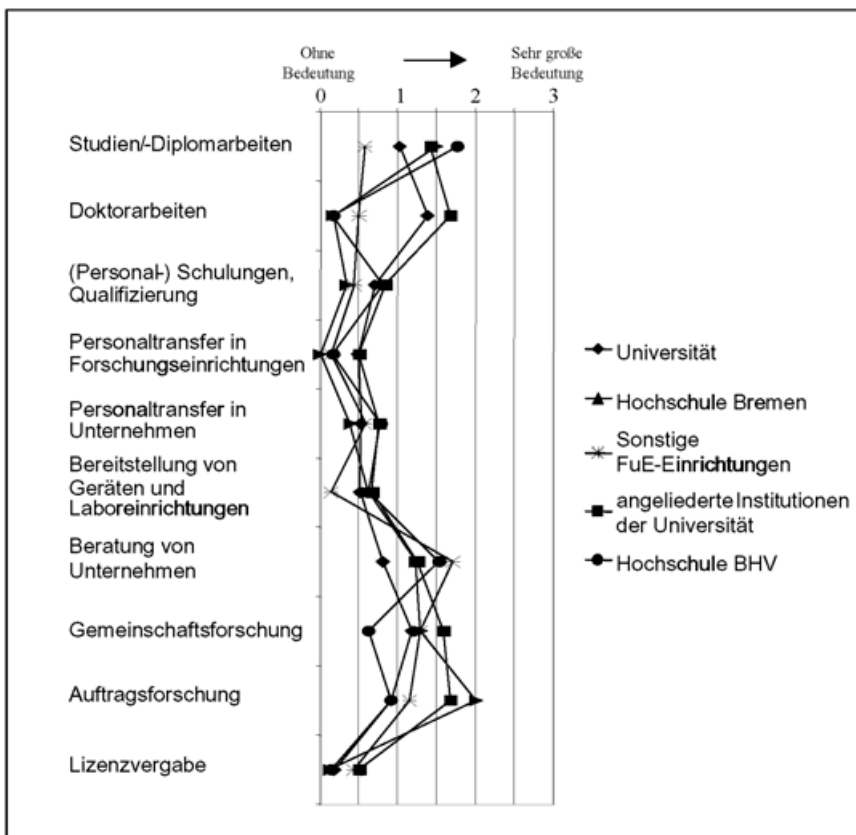 Ohne
Bedeutung
Sehr große
Bedeutung
0 1 2 3
Studien/-Diplomarbeiten
Doktorarbeiten
(Personal-) Schulungen,
Qualifizierung
Personaltransfer in
Forschungseinrichtungen
Personaltransfer in
Unternehmen
Bereitstellung von
Geräten und
Laboreinrichtungen
Beratung von
Unternehmen
Gemeinschaftsforschung
Auftragsforschung
Lizenzvergabe
Universität
Hochschule Bremen
Sonstige
FuE-Einrichtungen
angeliederte Institutionen
der Universität
Hochschule BHV